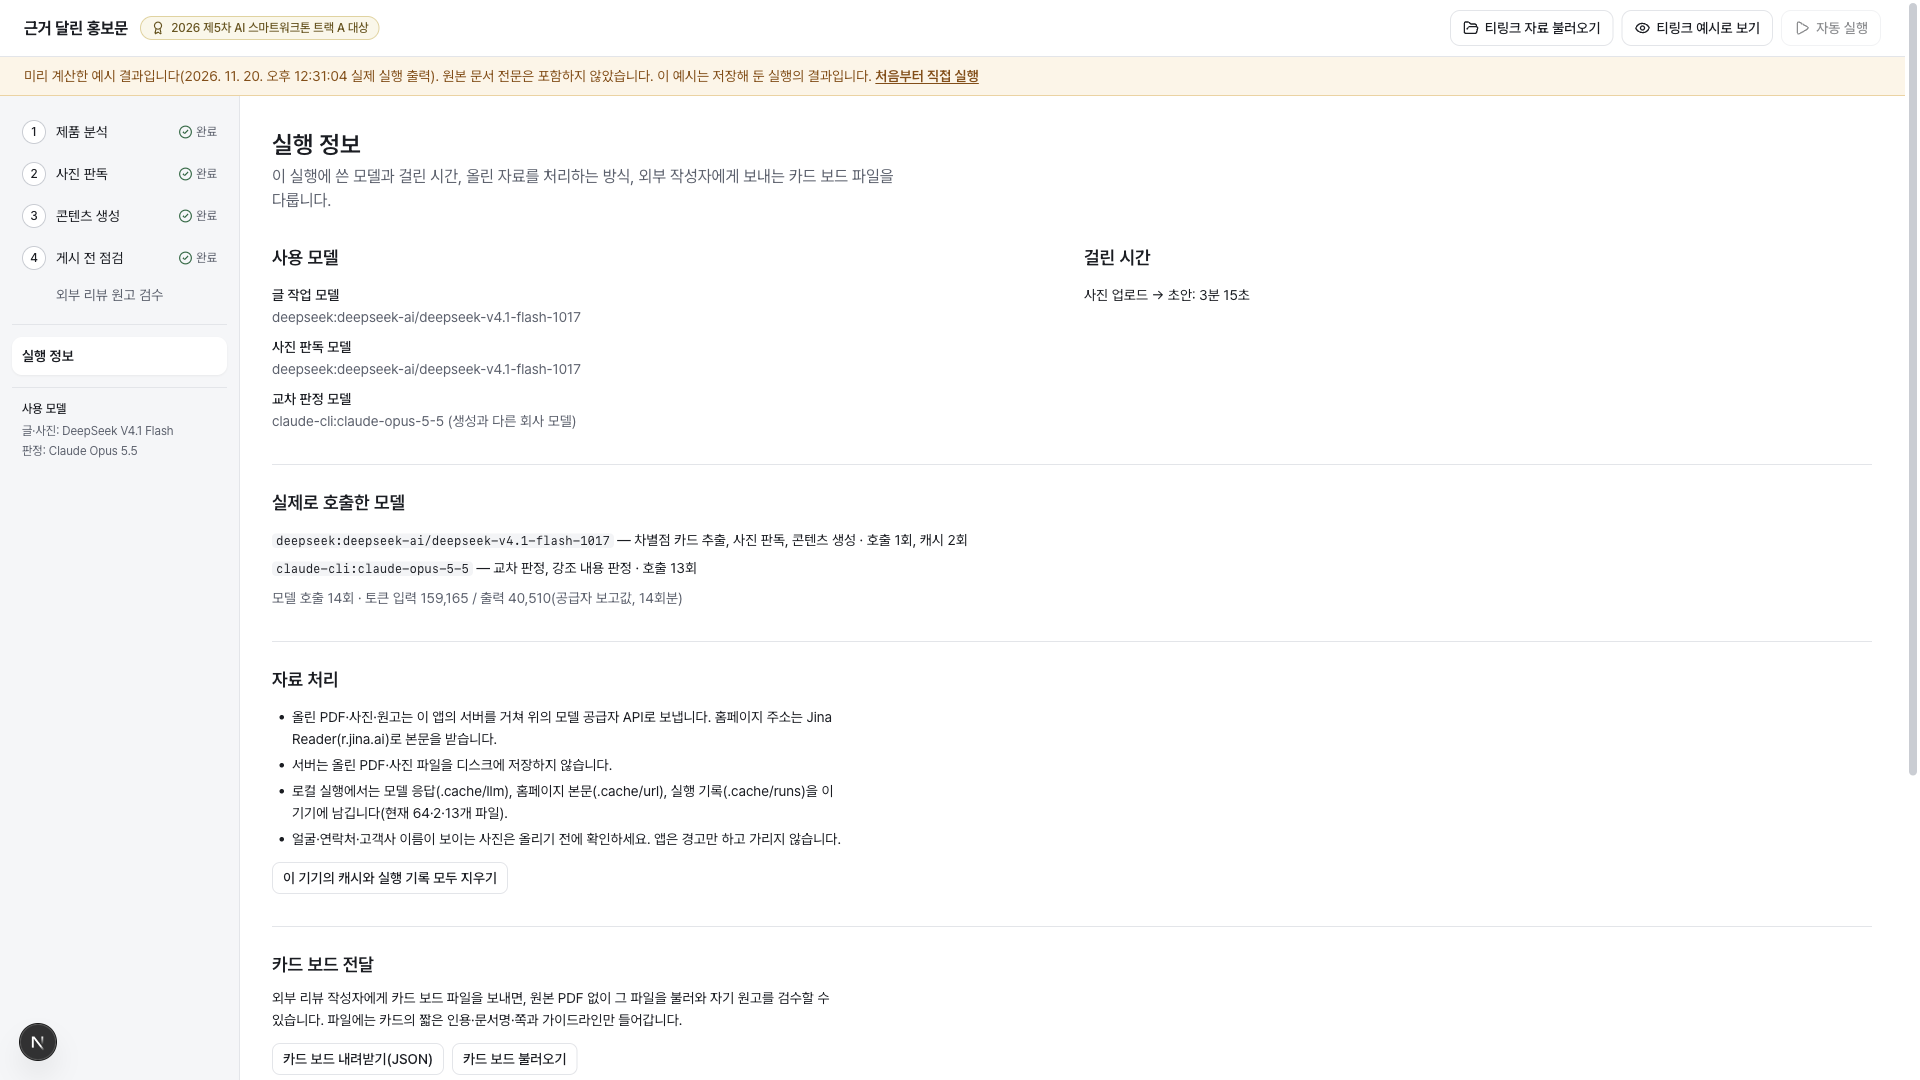 근거 달린 홍보문
2026 제5차 AI 스마트워크톤 트랙 A 대상
티링크 자료 불러오기
티링크 예시로 보기
자동 실행
미리 계산한 예시 결과입니다(2026. 11. 20. 오후 12:31:04 실제 실행 출력). 원본 문서 전문은 포함하지 않았습니다. 이 예시는 저장해 둔 실행의 결과입니다. 처음부터 직접 실행
1 제품 분석 완료
2 사진 판독 완료
3 콘텐츠 생성 완료
4 게시 전 점검 완료
외부 리뷰 원고 검수
실행 정보
사용 모델
글·사진: DeepSeek V4.1 Flash
판정: Claude Opus 5.5
N
실행 정보
이 실행에 쓴 모델과 걸린 시간, 올린 자료를 처리하는 방식, 외부 작성자에게 보내는 카드 보드 파일을
다룹니다.
사용 모델
글 작업 모델
deepseek:deepseek-ai/deepseek-v4.1-flash-1017
사진 판독 모델
deepseek:deepseek-ai/deepseek-v4.1-flash-1017
교차 판정 모델
claude-cli:claude-opus-5-5 (생성과 다른 회사 모델)
걸린 시간
사진 업로드 → 초안: 3분 15초
실제로 호출한 모델
deepseek:deepseek-ai/deepseek-v4.1-flash-1017 — 차별점 카드 추출, 사진 판독, 콘텐츠 생성 · 호출 1회, 캐시 2회
claude-cli:claude-opus-5-5 — 교차 판정, 강조 내용 판정 · 호출 13회
모델 호출 14회 · 토큰 입력 159,165 / 출력 40,510(공급자 보고값, 14회분)
자료 처리
• 올린 PDF·사진·원고는 이 앱의 서버를 거쳐 위의 모델 공급자 API로 보냅니다. 홈페이지 주소는 Jina
Reader(r.jina.ai)로 본문을 받습니다.
• 서버는 올린 PDF·사진 파일을 디스크에 저장하지 않습니다.
• 로컬 실행에서는 모델 응답(.cache/llm), 홈페이지 본문(.cache/url), 실행 기록(.cache/runs)을 이
기기에 남깁니다(현재 64·2·13개 파일).
• 얼굴·연락처·고객사 이름이 보이는 사진은 올리기 전에 확인하세요. 앱은 경고만 하고 가리지 않습니다.
이 기기의 캐시와 실행 기록 모두 지우기
카드 보드 전달
외부 리뷰 작성자에게 카드 보드 파일을 보내면, 원본 PDF 없이 그 파일을 불러와 자기 원고를 검수할 수
있습니다. 파일에는 카드의 짧은 인용·문서명·쪽과 가이드라인만 들어갑니다.
카드 보드 내려받기(JSON)
카드 보드 불러오기